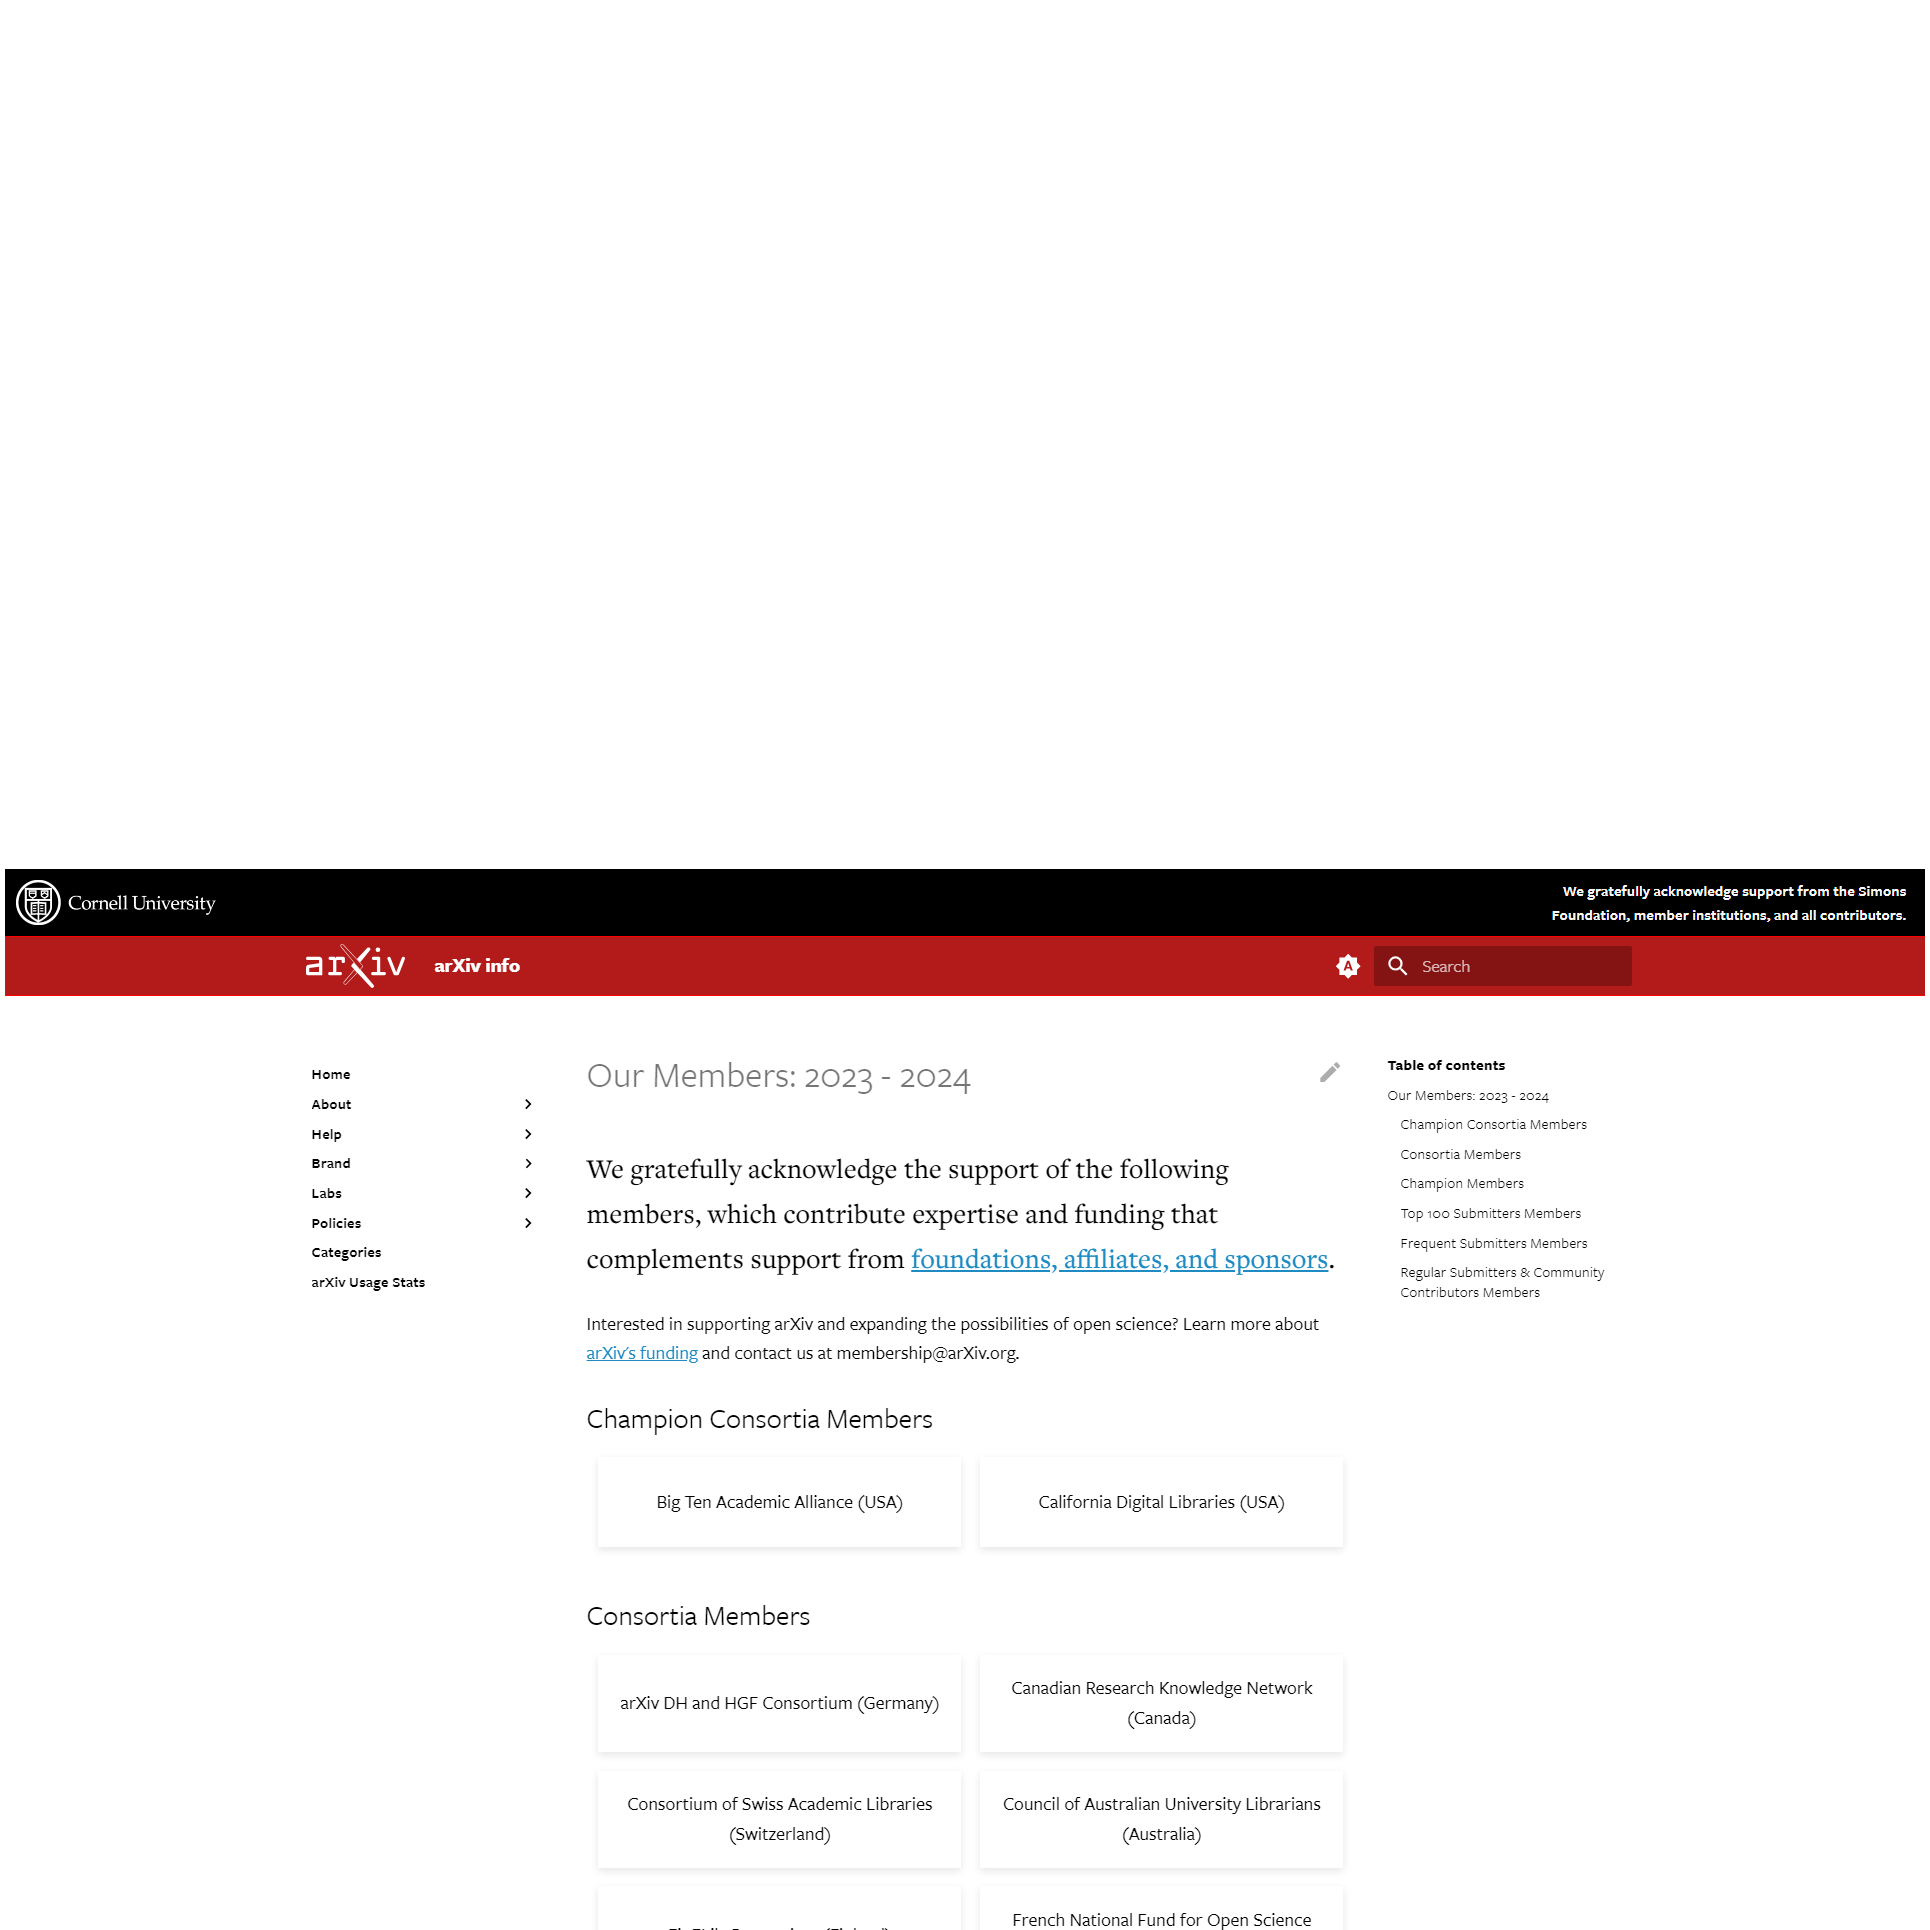 Cornell University
We gratefully acknowledge support from the Simons
Foundation, member institutions, and all contributors.
arXiv
arXiv info
A
Search
Home
About
Help
Brand
Labs
Policies
Categories
arXiv Usage Stats
Our Members: 2023 - 2024
We gratefully acknowledge the support of the following
members, which contribute expertise and funding that
complements support from foundations, affiliates, and sponsors.
Interested in supporting arXiv and expanding the possibilities of open science? Learn more about
arXiv's funding and contact us at membership@arXiv.org.
Champion Consortia Members
Big Ten Academic Alliance (USA)
California Digital Libraries (USA)
Consortia Members
arXiv DH and HGF Consortium (Germany)
Canadian Research Knowledge Network
(Canada)
Consortium of Swiss Academic Libraries
(Switzerland)
Council of Australian University Librarians
(Australia)
French National Fund for Open Science
Table of contents
Our Members: 2023 - 2024
Champion Consortia Members
Consortia Members
Champion Members
Top 100 Submitters Members
Frequent Submitters Members
Regular Submitters & Community
Contributors Members